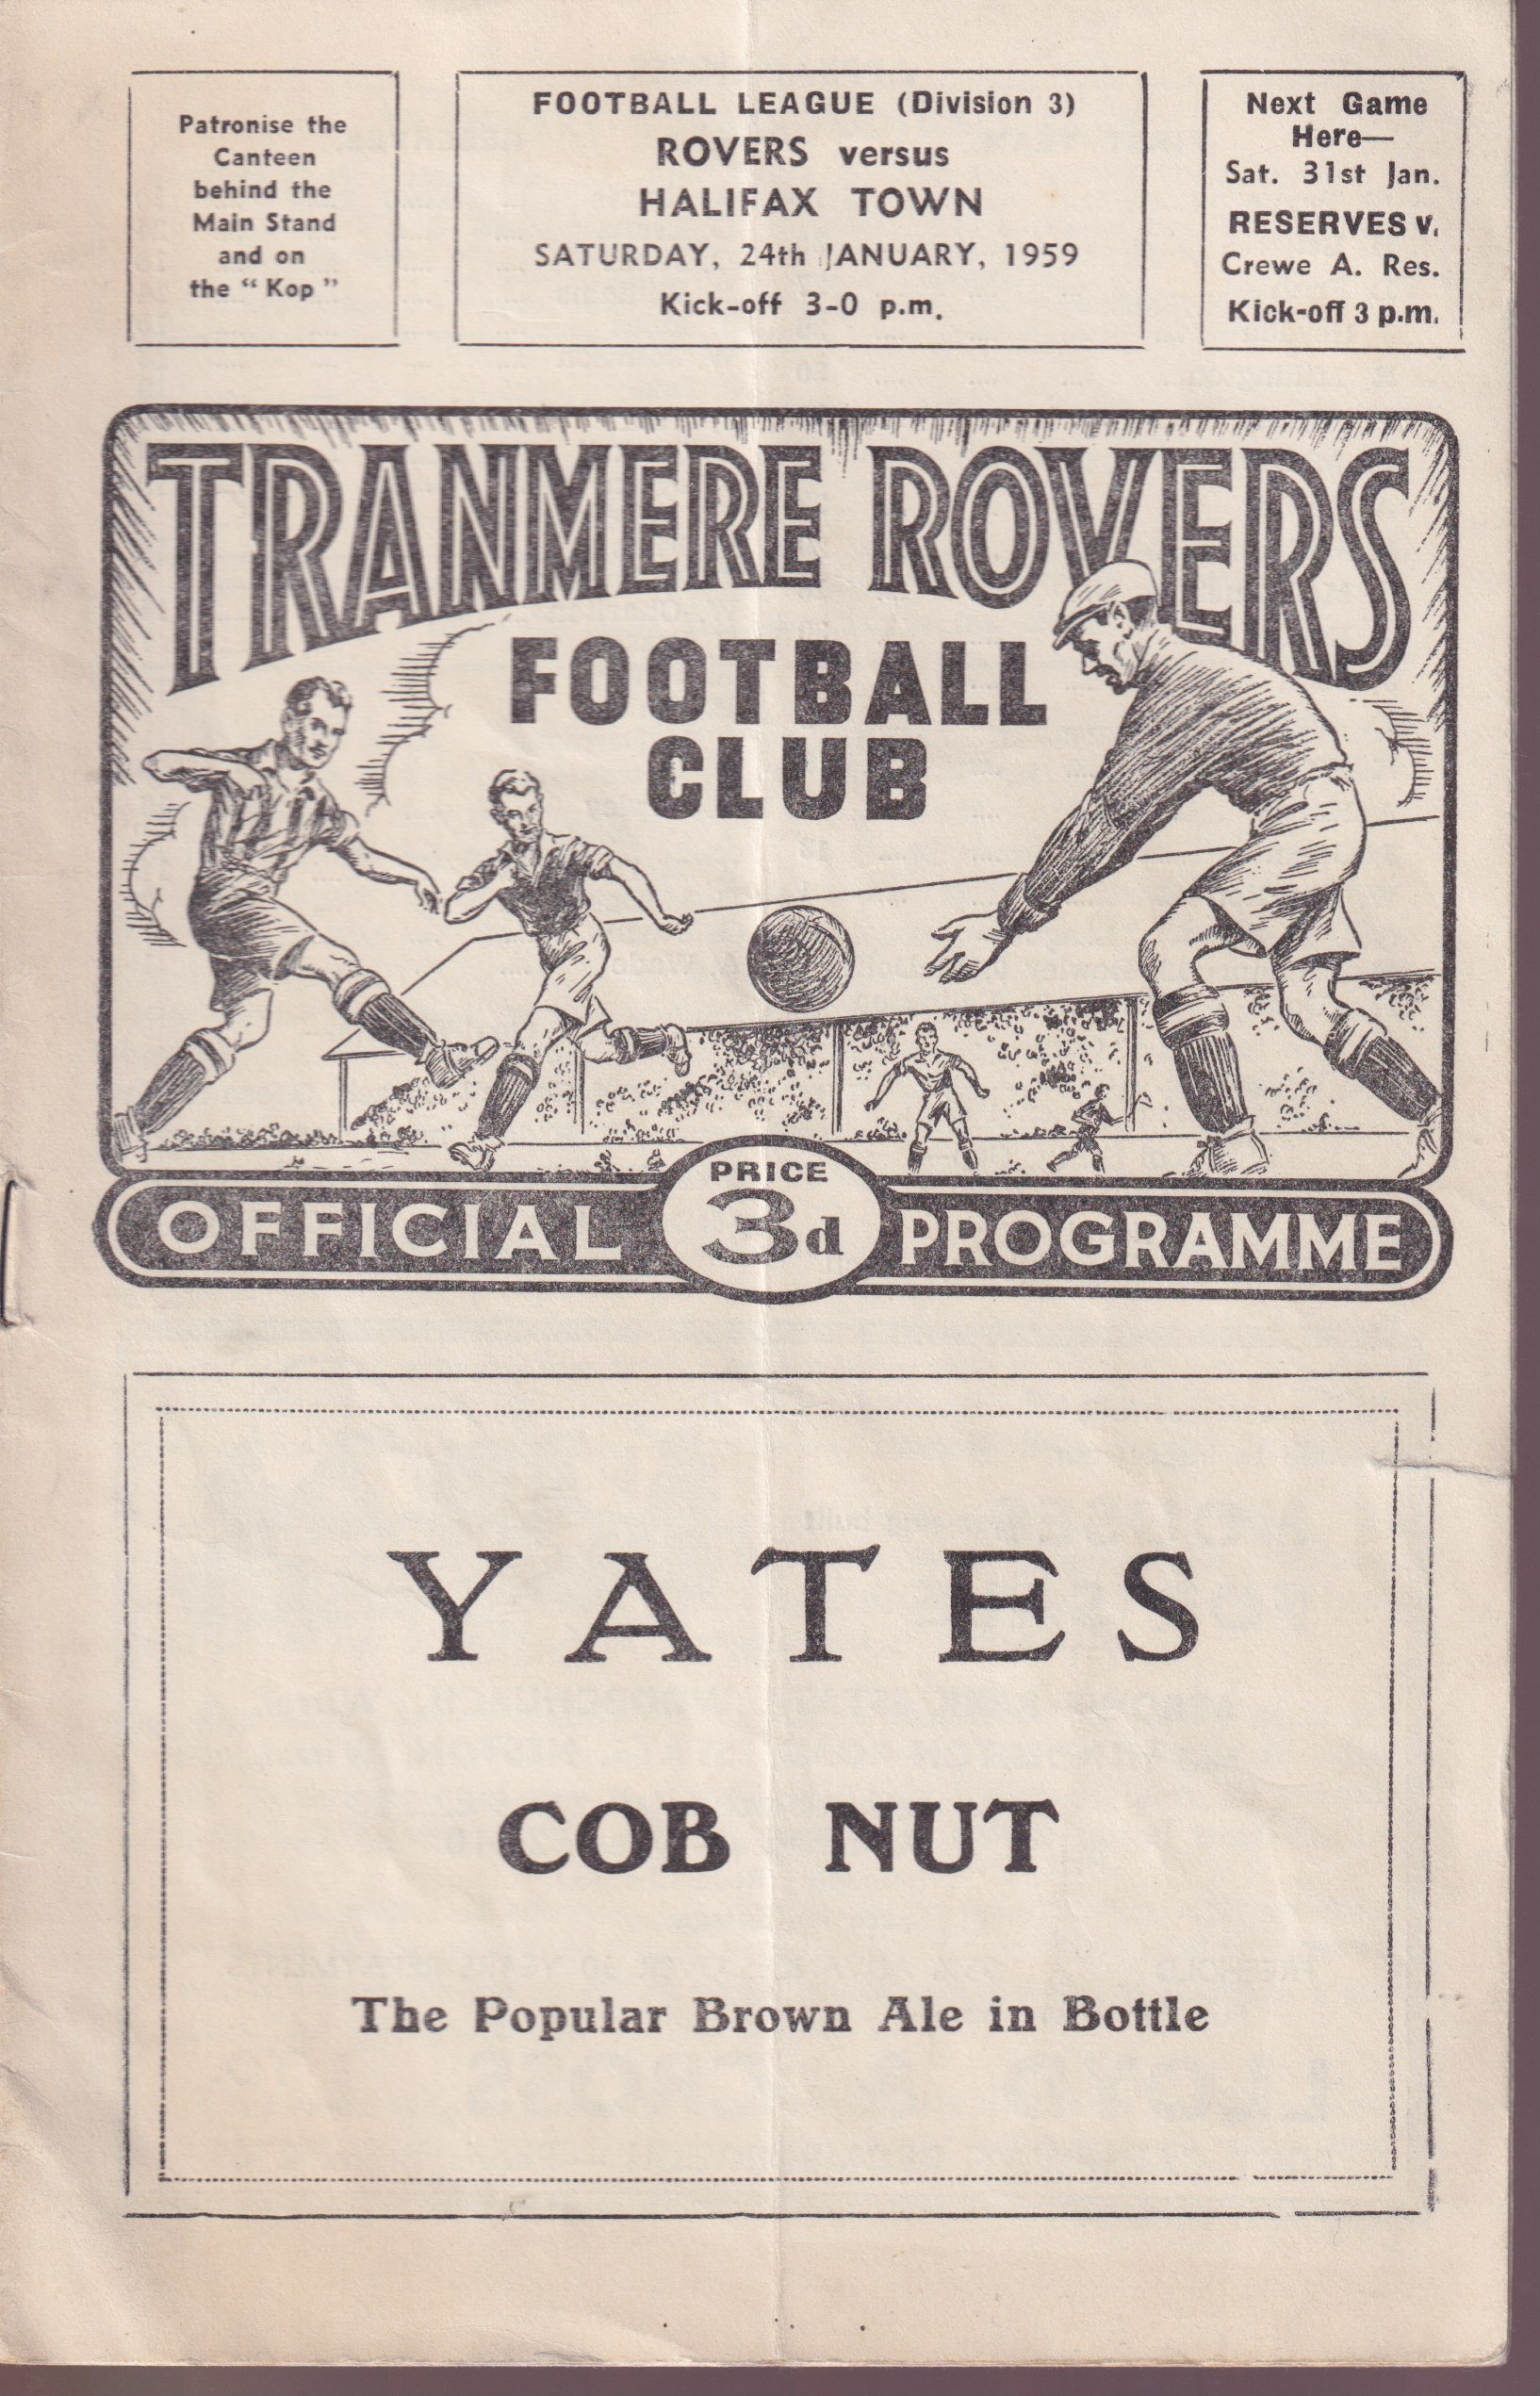 Patronise the
Canteen
behind the
Main Stand
and on
the “ Kop ”
FOOTBALL LEAGUE (Division 3)
ROVERS versus
HALIFAX TOWN
SATURDAY, 24th JANUARY, 1959
Kick-off 3-0 p.m.
Next Game
Here—
Sat. 31st Jan.
RESERVES v.
Crewe A. Res.
Kick-off 3 p.m.
TRANMERE ROVERS
FOOTBALL
CLUB
PRICE
3d
OFFICIAL PROGRAMME
YATES
COB NUT
The Popular Brown Ale in Bottle